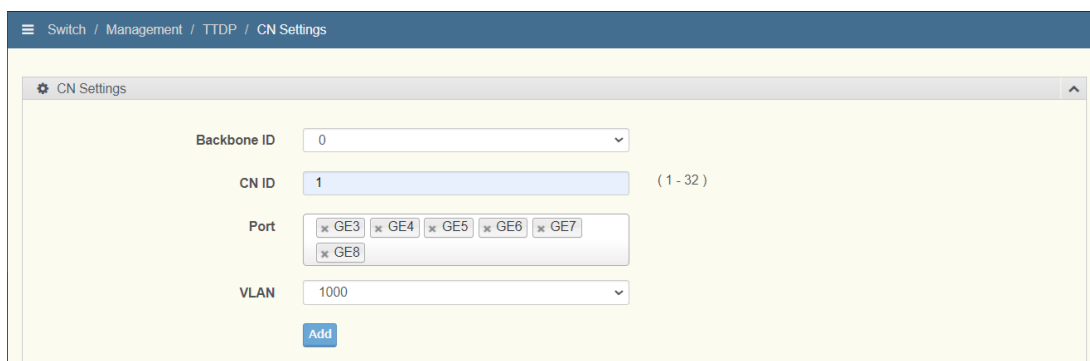 Switch / Management / TTDP / CN Settings
CN Settings
Backbone ID 0
CN ID 1 ( 1 - 32 )
Port × GE3 × GE4 × GE5 × GE6 × GE7
× GE8
VLAN 1000
Add